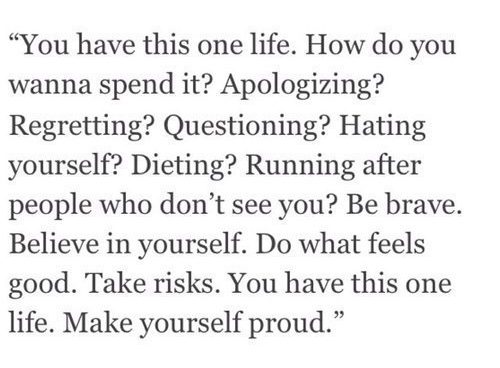 “You have this one life. How do you
wanna spend it? Apologizing?
Regretting? Questioning? Hating
yourself? Dieting? Running after
people who don’t see you? Be brave.
Believe in yourself. Do what feels
good. Take risks. You have this one
life. Make yourself proud.”